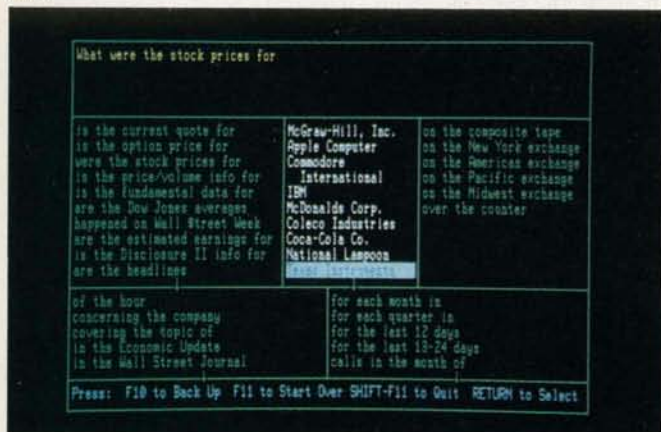 What were the stock prices for
is the current quote for
is the option price for
were the stock prices for
is the price/volume info for
is the fundamental data for
are the Dow Jones averages
happened on Wall Street Week
are the estimated earnings for
is the Disclosure II info for
are the headlines
McGraw-Hill, Inc.
Apple Computer
Commodore
International
IBM
McDonalds Corp.
Coleco Industries
Coca-Cola Co.
National Lampoon
Texas Instruments
on the composite tape
on the New York exchange
on the American exchange
on the Pacific exchange
on the Midwest exchange
over the counter
of the hour
concerning the company
covering the topic of
in the Economic Update
in the Wall Street Journal
for each month in
for each quarter in
for the last 12 days
for the last 13-24 days
calls in the month of
Press: F10 to Back Up F11 to Start Over SHIFT-F11 to Quit RETURN to Select